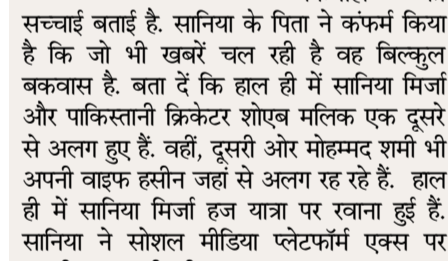 सच्चाई बताई है. सानिया के पिता ने कंफर्म किया
है कि जो भी खबरें चल रही है वह बिल्कुल
बकवास है. बता दें कि हाल ही में सानिया मिर्जा
और पाकिस्तानी क्रिकेटर शोएब मलिक एक दूसरे
से अलग हुए हैं. वहीं, दूसरी ओर मोहम्मद शमी भी
अपनी वाइफ हसीन जहां से अलग रह रहे हैं. हाल
ही में सानिया मिर्जा हज यात्रा पर रवाना हुई हैं.
सानिया ने सोशल मीडिया प्लेटफॉर्म एक्स पर